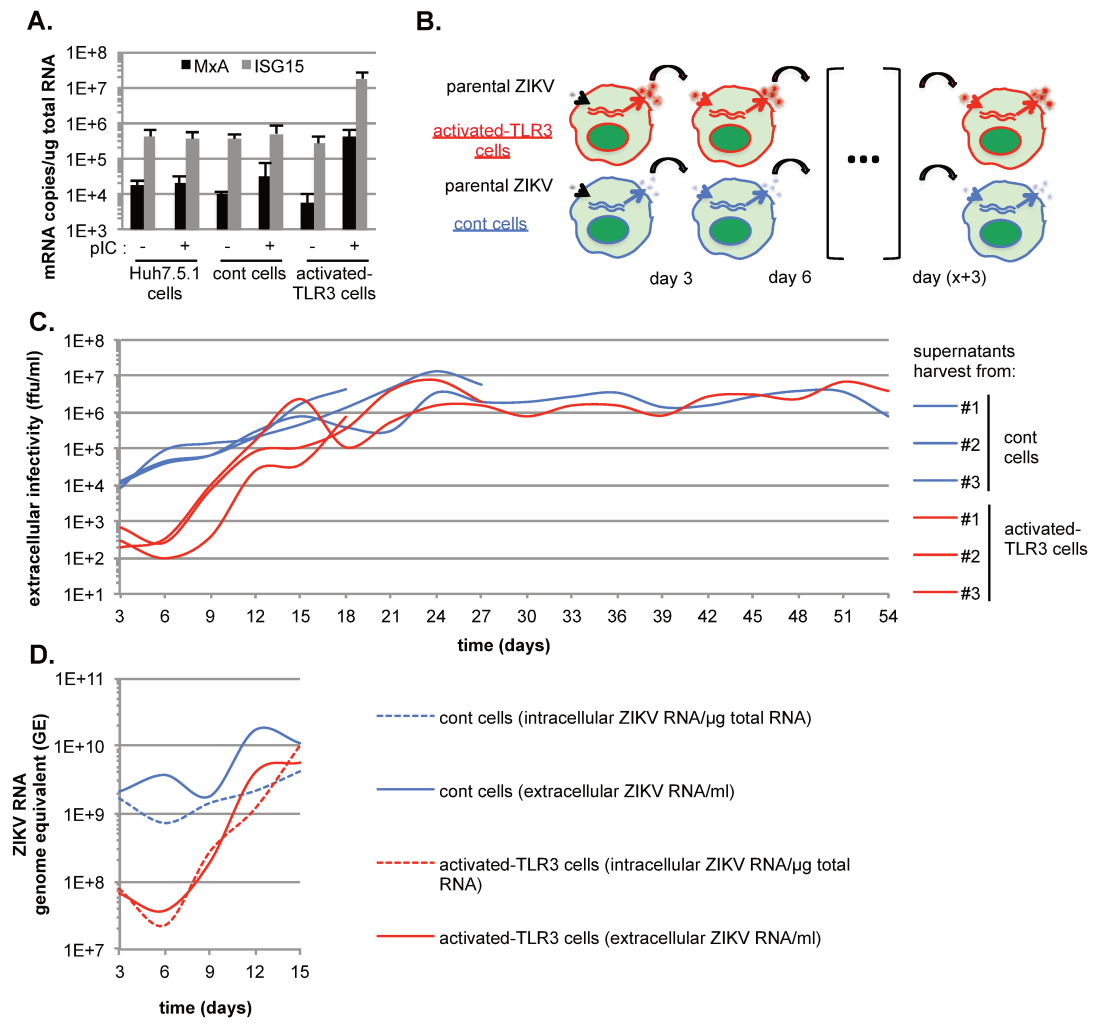 A.
mRNA copies/ug total RNA
1E+8
1E+7
1E+6
1E+5
1E+4
1E+3
MxA
ISG15
pIC : - + - + - +
Huh7.5.1 cont cells activated-
cells TLR3 cells
B.
parental ZIKV
activated-TLR3
cells
parental ZIKV
cont cells
...
day 3 day 6 day (x+3)
C.
extracellular infectivity (ffu/ml)
1E+8
1E+7
1E+6
1E+5
1E+4
1E+3
1E+2
1E+1
3 6 9 12 15 18 21 24 27 30 33 36 39 42 45 48 51 54
time (days)
supernatants
harvest from:
#1
#2
#3
cont
cells
#1
#2
#3
activated-
TLR3 cells
D.
ZIKV RNA
genome equivalent (GE)
1E+11
1E+10
1E+9
1E+8
1E+7
3 6 9 12 15
time (days)
cont cells (intracellular ZIKV RNA/µg total RNA)
cont cells (extracellular ZIKV RNA/ml)
activated-TLR3 cells (intracellular ZIKV RNA/µg total
RNA)
activated-TLR3 cells (extracellular ZIKV RNA/ml)